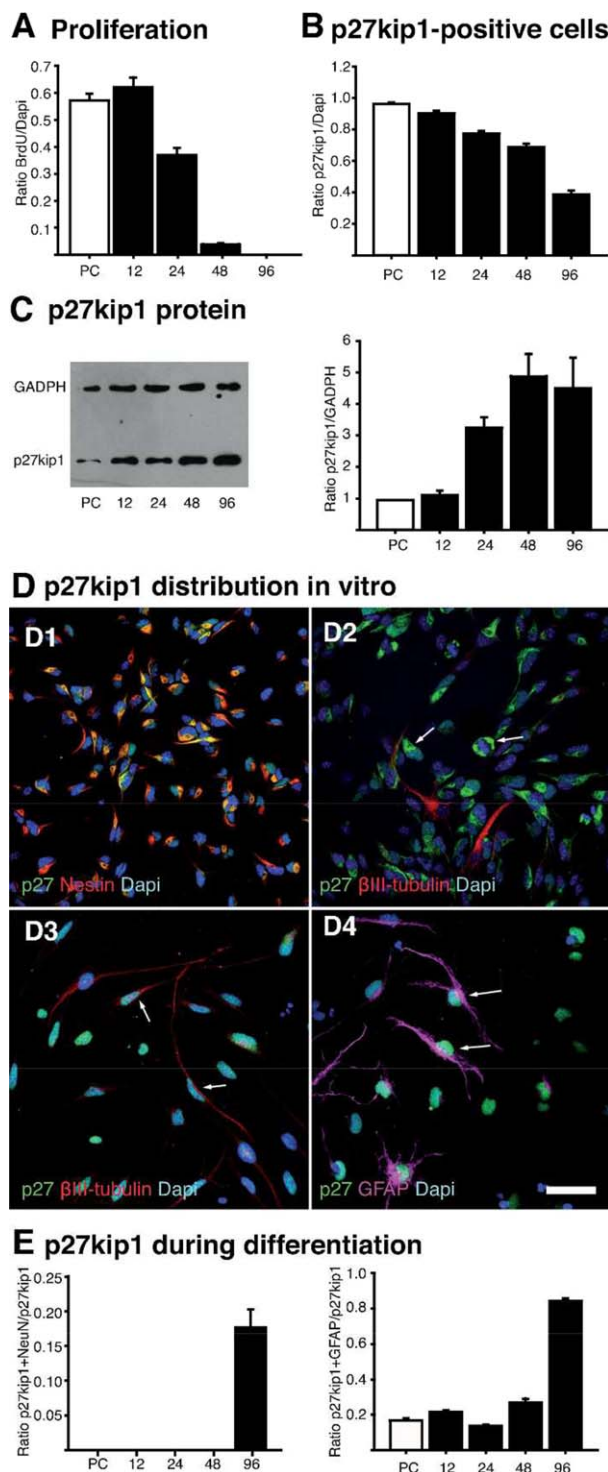 A Proliferation
Ratio BrdU/Dapi
0.7
0.6
0.5
0.4
0.3
0.2
0.1
PC 12 24 48 96
B p27kip1-positive cells
Ratio p27kip1/Dapi
1.2
1.0
0.8
0.6
0.4
0.2
PC 12 24 48 96
C p27kip1 protein
GADPH
p27kip1
PC 12 24 48 96
Ratio p27kip1/GADPH
6
5
4
3
2
1
PC 12 24 48 96
D p27kip1 distribution in vitro
D1
p27 Nestin Dapi
D2
p27 βIII-tubulin Dapi
D3
p27 βIII-tubulin Dapi
D4
p27 GFAP Dapi
E p27kip1 during differentiation
Ratio p27kip1+NeuN/p27kip1
0.25
0.20
0.15
0.10
0.05
PC 12 24 48 96
Ratio p27kip1+GFAP/p27kip1
1.0
0.8
0.6
0.4
0.2
PC 12 24 48 96